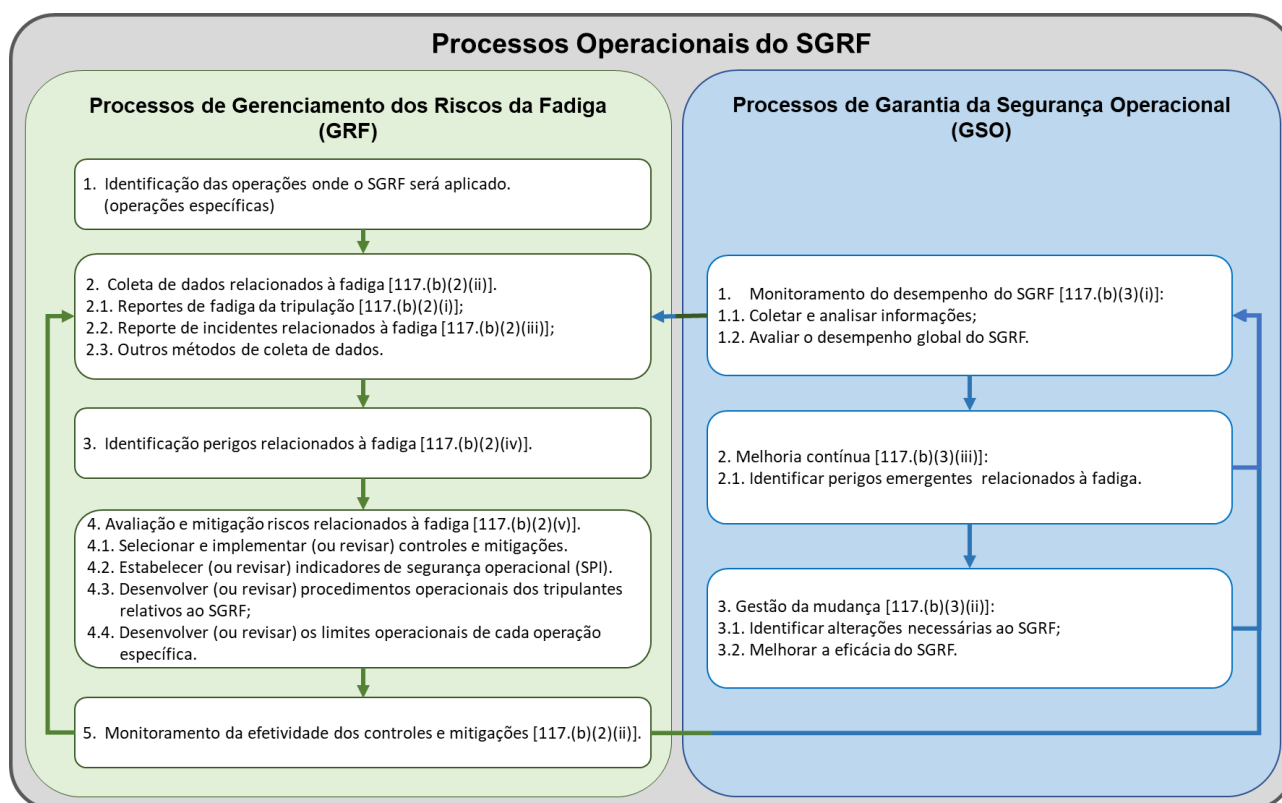 Processos Operacionais do SGRF
Processos de Gerenciamento dos Riscos da Fadiga
(GRF)
1. Identificação das operações onde o SGRF será aplicado.
(operações específicas)
2. Coleta de dados relacionados à fadiga [117.(b)(2)(ii)].
2.1. Reportes de fadiga da tripulação [117.(b)(2)(i)];
2.2. Reporte de incidentes relacionados à fadiga [117.(b)(2)(iii)];
2.3. Outros métodos de coleta de dados.
3. Identificação perigos relacionados à fadiga [117.(b)(2)(iv)].
4. Avaliação e mitigação riscos relacionados à fadiga [117.(b)(2)(v)].
4.1. Selecionar e implementar (ou revisar) controles e mitigações.
4.2. Estabelecer (ou revisar) indicadores de segurança operacional (SPI).
4.3. Desenvolver (ou revisar) procedimentos operacionais dos tripulantes
relativos ao SGRF;
4.4. Desenvolver (ou revisar) os limites operacionais de cada operação
específica.
5. Monitoramento da efetividade dos controles e mitigações [117.(b)(2)(ii)].
Processos de Garantia da Segurança Operacional
(GSO)
1. Monitoramento do desempenho do SGRF [117.(b)(3)(i)]:
1.1. Coletar e analisar informações;
1.2. Avaliar o desempenho global do SGRF.
2. Melhoria contínua [117.(b)(3)(iii)]:
2.1. Identificar perigos emergentes relacionados à fadiga.
3. Gestão da mudança [117.(b)(3)(ii)]:
3.1. Identificar alterações necessárias ao SGRF;
3.2. Melhorar a eficácia do SGRF.